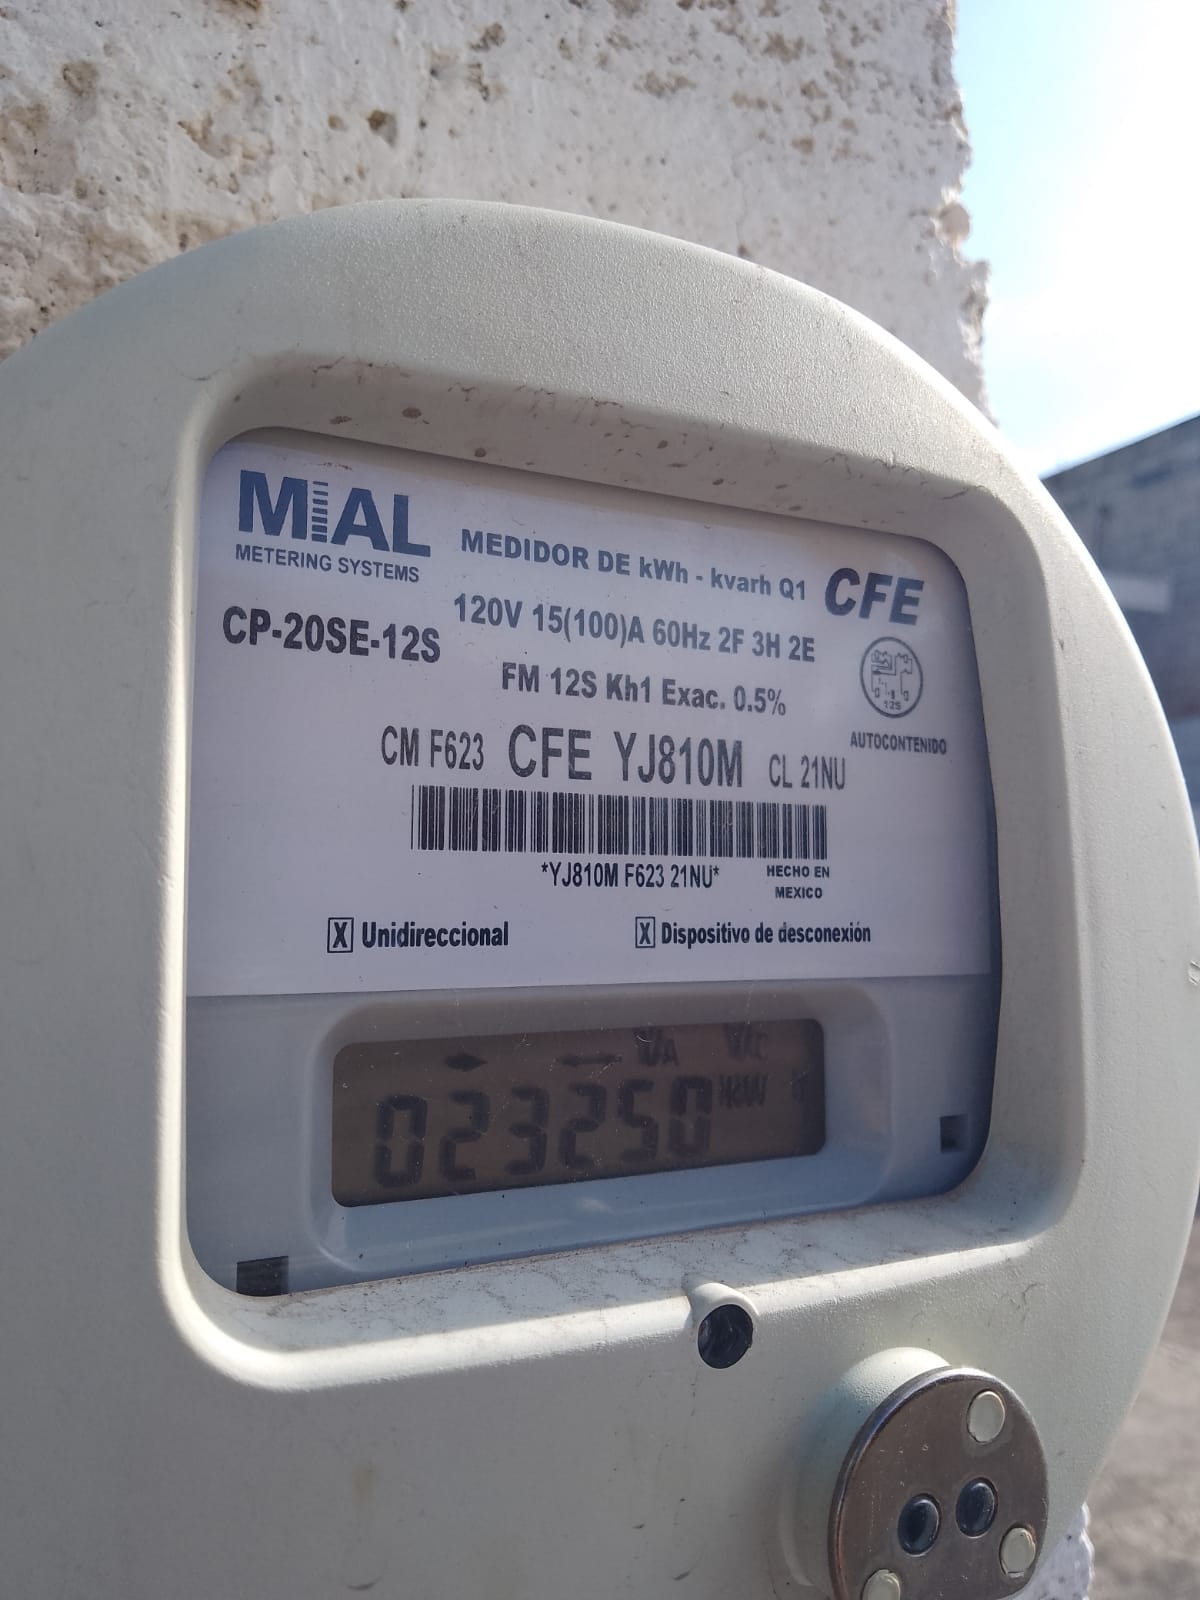 MIAL
METERING SYSTEMS
MEDIDOR DE kWh - kvarh Q1
CFE
CP-20SE-12S
120V 15(100)A 60Hz 2F 3H 2E
FM 12S Kh1 Exac. 0.5%
12S
AUTOCONTENIDO
CM F623 CFE YJ810M CL 21NU
*YJ810M F623 21NU*
HECHO EN
MEXICO
X Unidireccional
X Dispositivo de desconexión
VA
023250